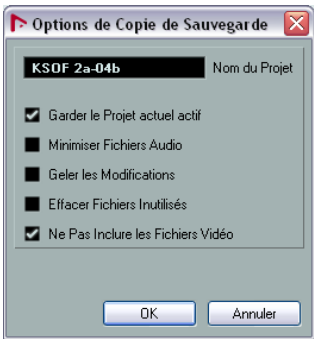 Options de Copie de Sauvegarde
KSOF 2a-04b Nom du Projet
Garder le Projet actuel actif
Minimiser Fichiers Audio
Geler les Modifications
Effacer Fichiers Inutilisés
Ne Pas Inclure les Fichiers Vidéo
OK Annuler